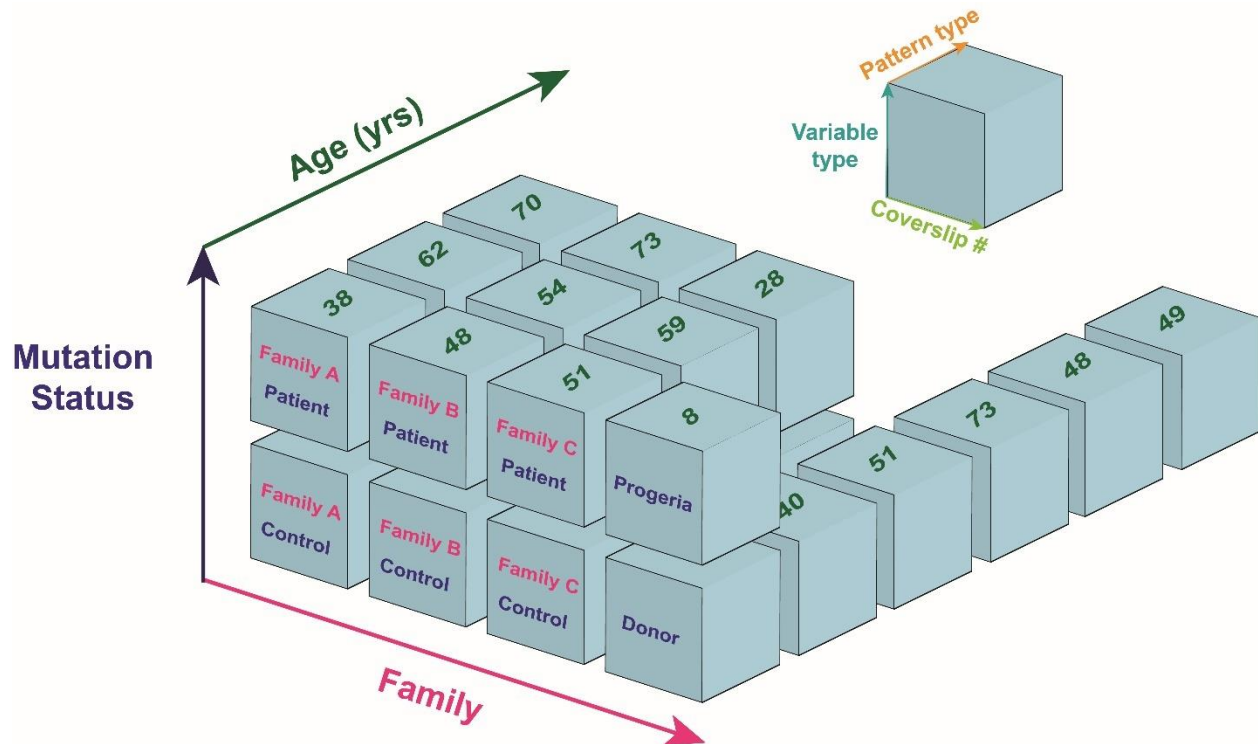 Pattern type
Variable
type
Coverslip #
Age (yrs)
Mutation
Status
70
62
73
38
54
28
48
59
51
8
49
48
73
51
40
Family A
Patient
Family B
Patient
Family C
Patient
Progeria
Family A
Control
Family B
Control
Family C
Control
Donor
Family